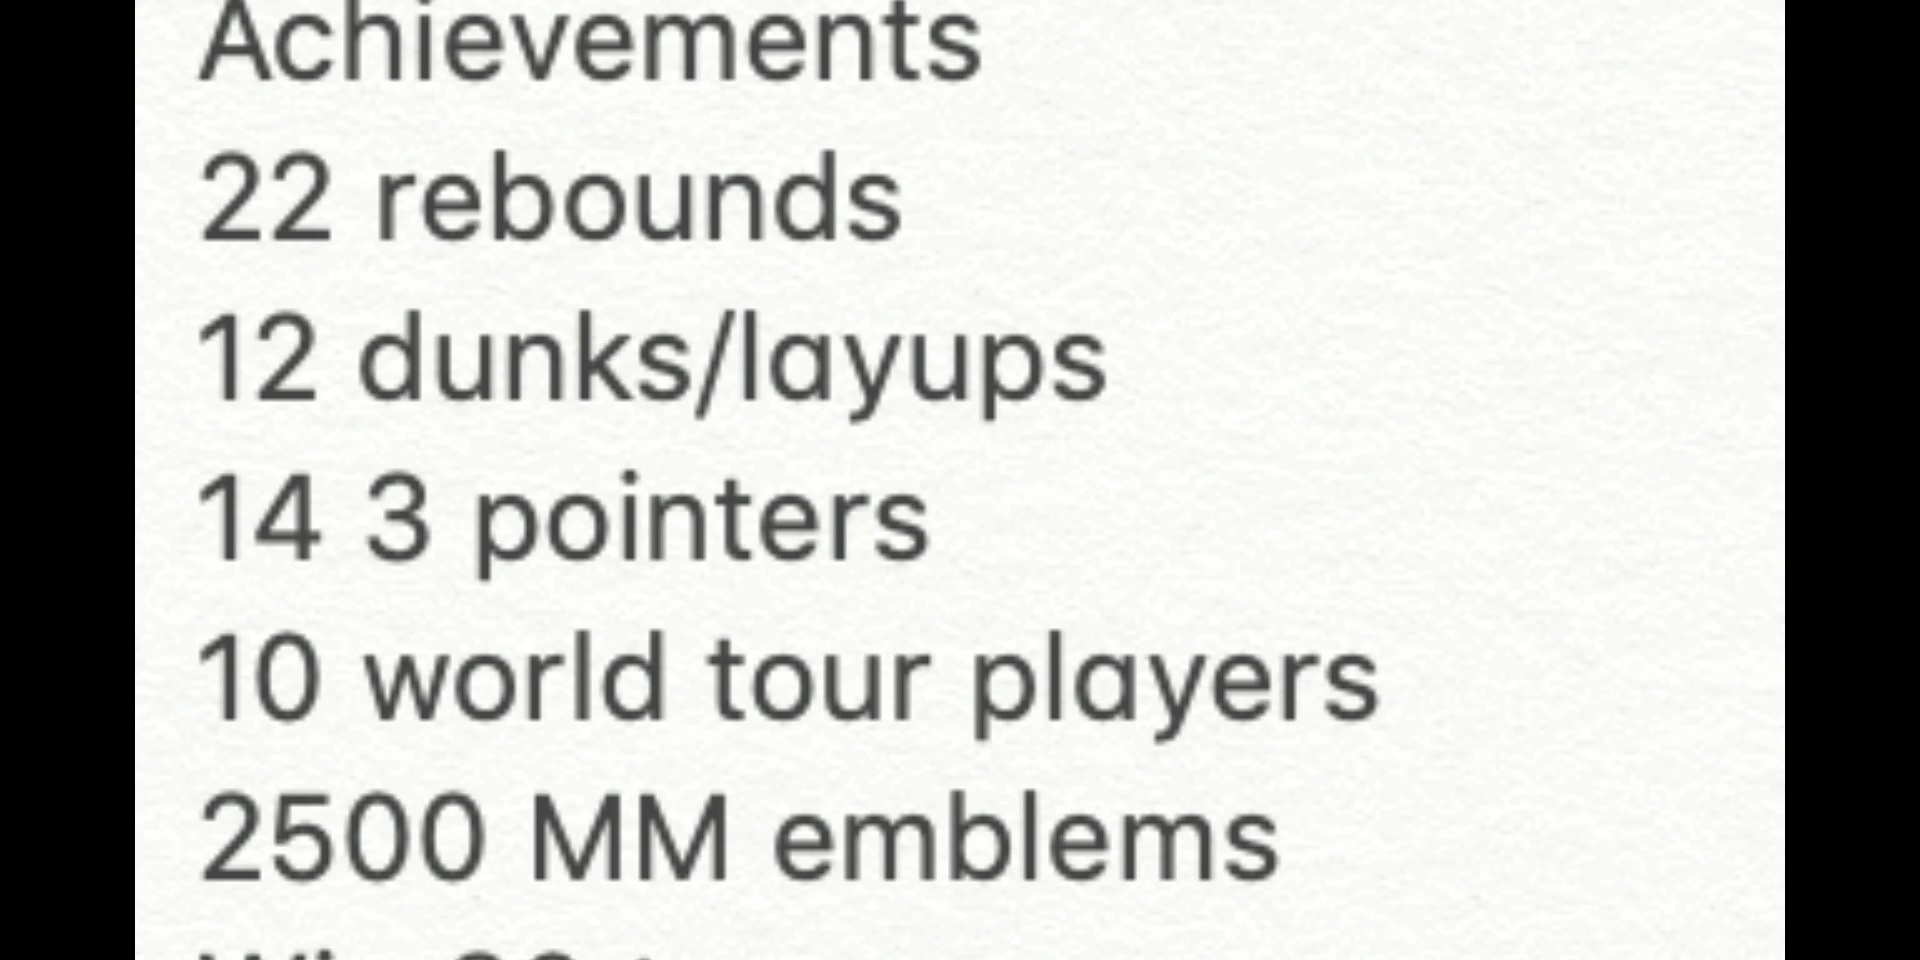 Achievements
22 rebounds
12 dunks/layups
14 3 pointers
10 world tour players
2500 MM emblems